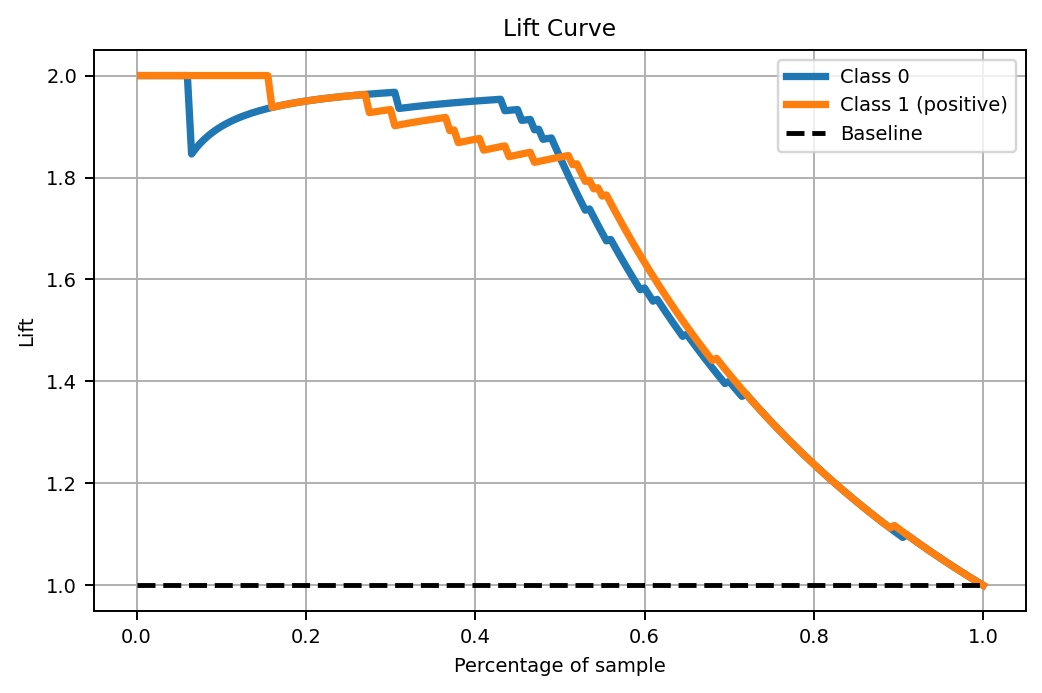 Lift Curve
Class 0
Class 1 (positive)
Baseline
Lift
2.0
1.8
1.6
1.4
1.2
1.0
0.0 0.2 0.4 0.6 0.8 1.0
Percentage of sample